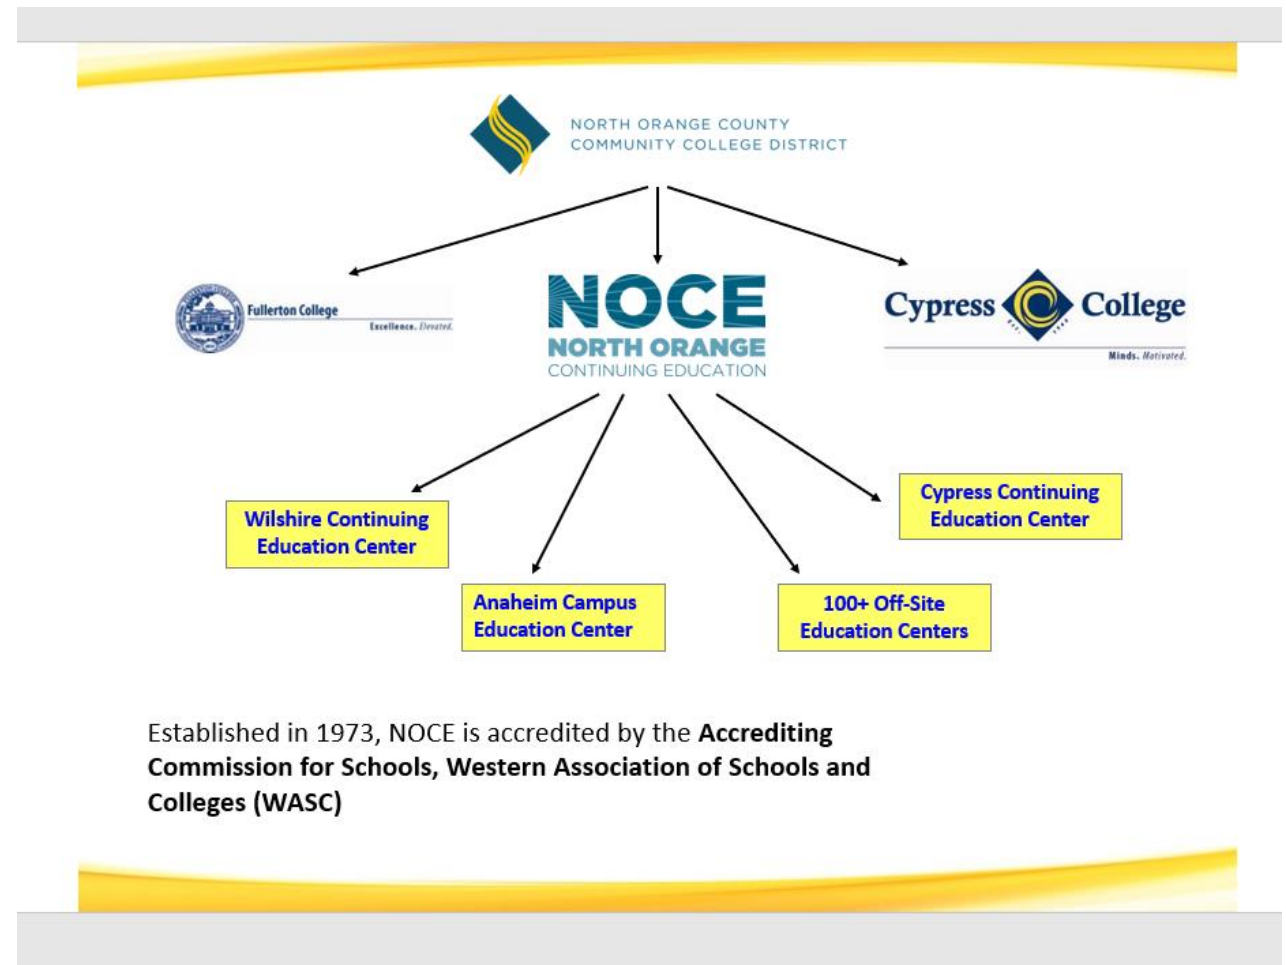 NORTH ORANGE COUNTY
COMMUNITY COLLEGE DISTRICT
Fullerton College
Excellence. Elevated.
NOCE
NORTH ORANGE
CONTINUING EDUCATION
Cypress College
Minds. Motivated.
Wilshire Continuing
Education Center
Anaheim Campus
Education Center
100+ Off-Site
Education Centers
Cypress Continuing
Education Center
Established in 1973, NOCE is accredited by the Accrediting
Commission for Schools, Western Association of Schools and
Colleges (WASC)